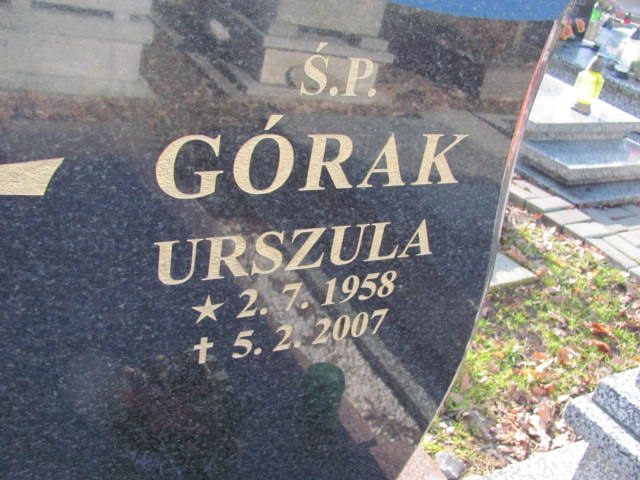 Ś.P.
GÓRAK
URSZULA
★ 2. 7. 1958
✝ 5. 2. 2007